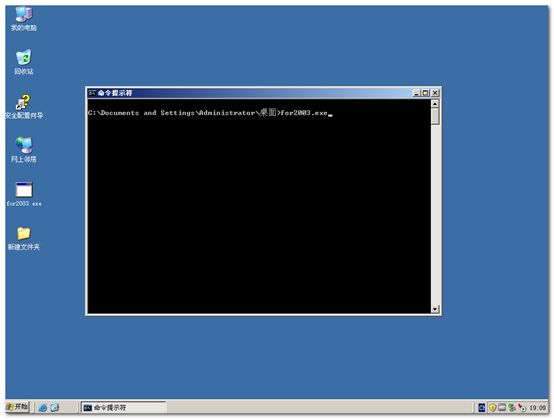 我的电脑
回收站
安全配置向导
网上邻居
for2003.exe
新建文件夹
命令提示符
C:\Documents and Settings\Administrator\桌面>for2003.exe
开始
命令提示符
19:09